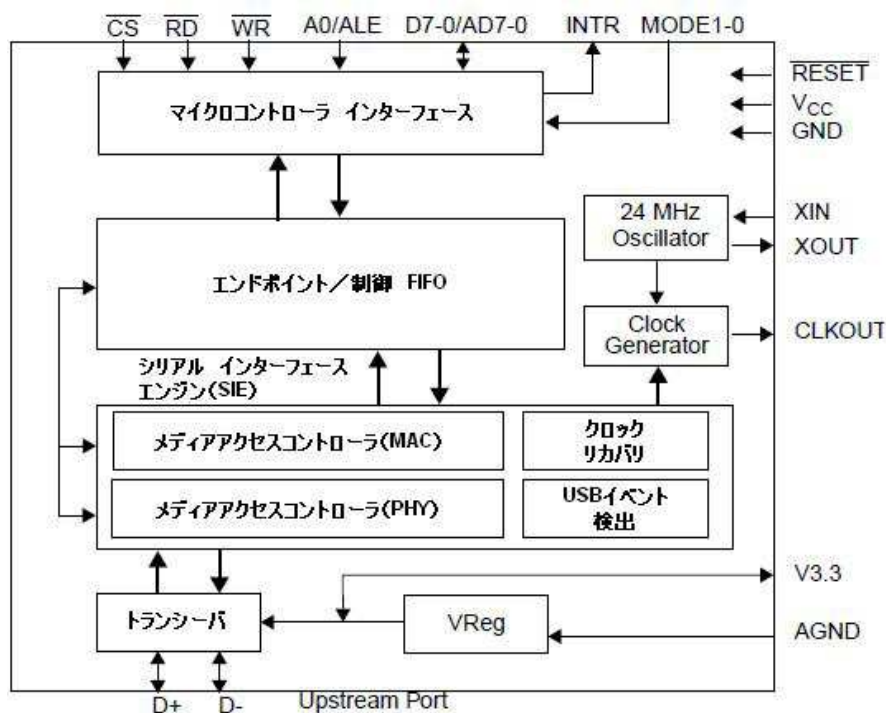 CS RD WR A0/ALE D7-0/AD7-0 INTR MODE1-0
マイクロコントローラ インターフェース
RESET
VCC
GND
24 MHz
Oscillator
XIN
XOUT
エンドポイント／制御 FIFO
Clock
Generator
CLKOUT
シリアル インターフェース
エンジン(SIE)
メディアアクセスコントローラ(MAC)
クロック
リカバリ
メディアアクセスコントローラ(PHY)
USBイベント
検出
V3.3
トランシーバ
VReg
AGND
D+ D- Upstream Port